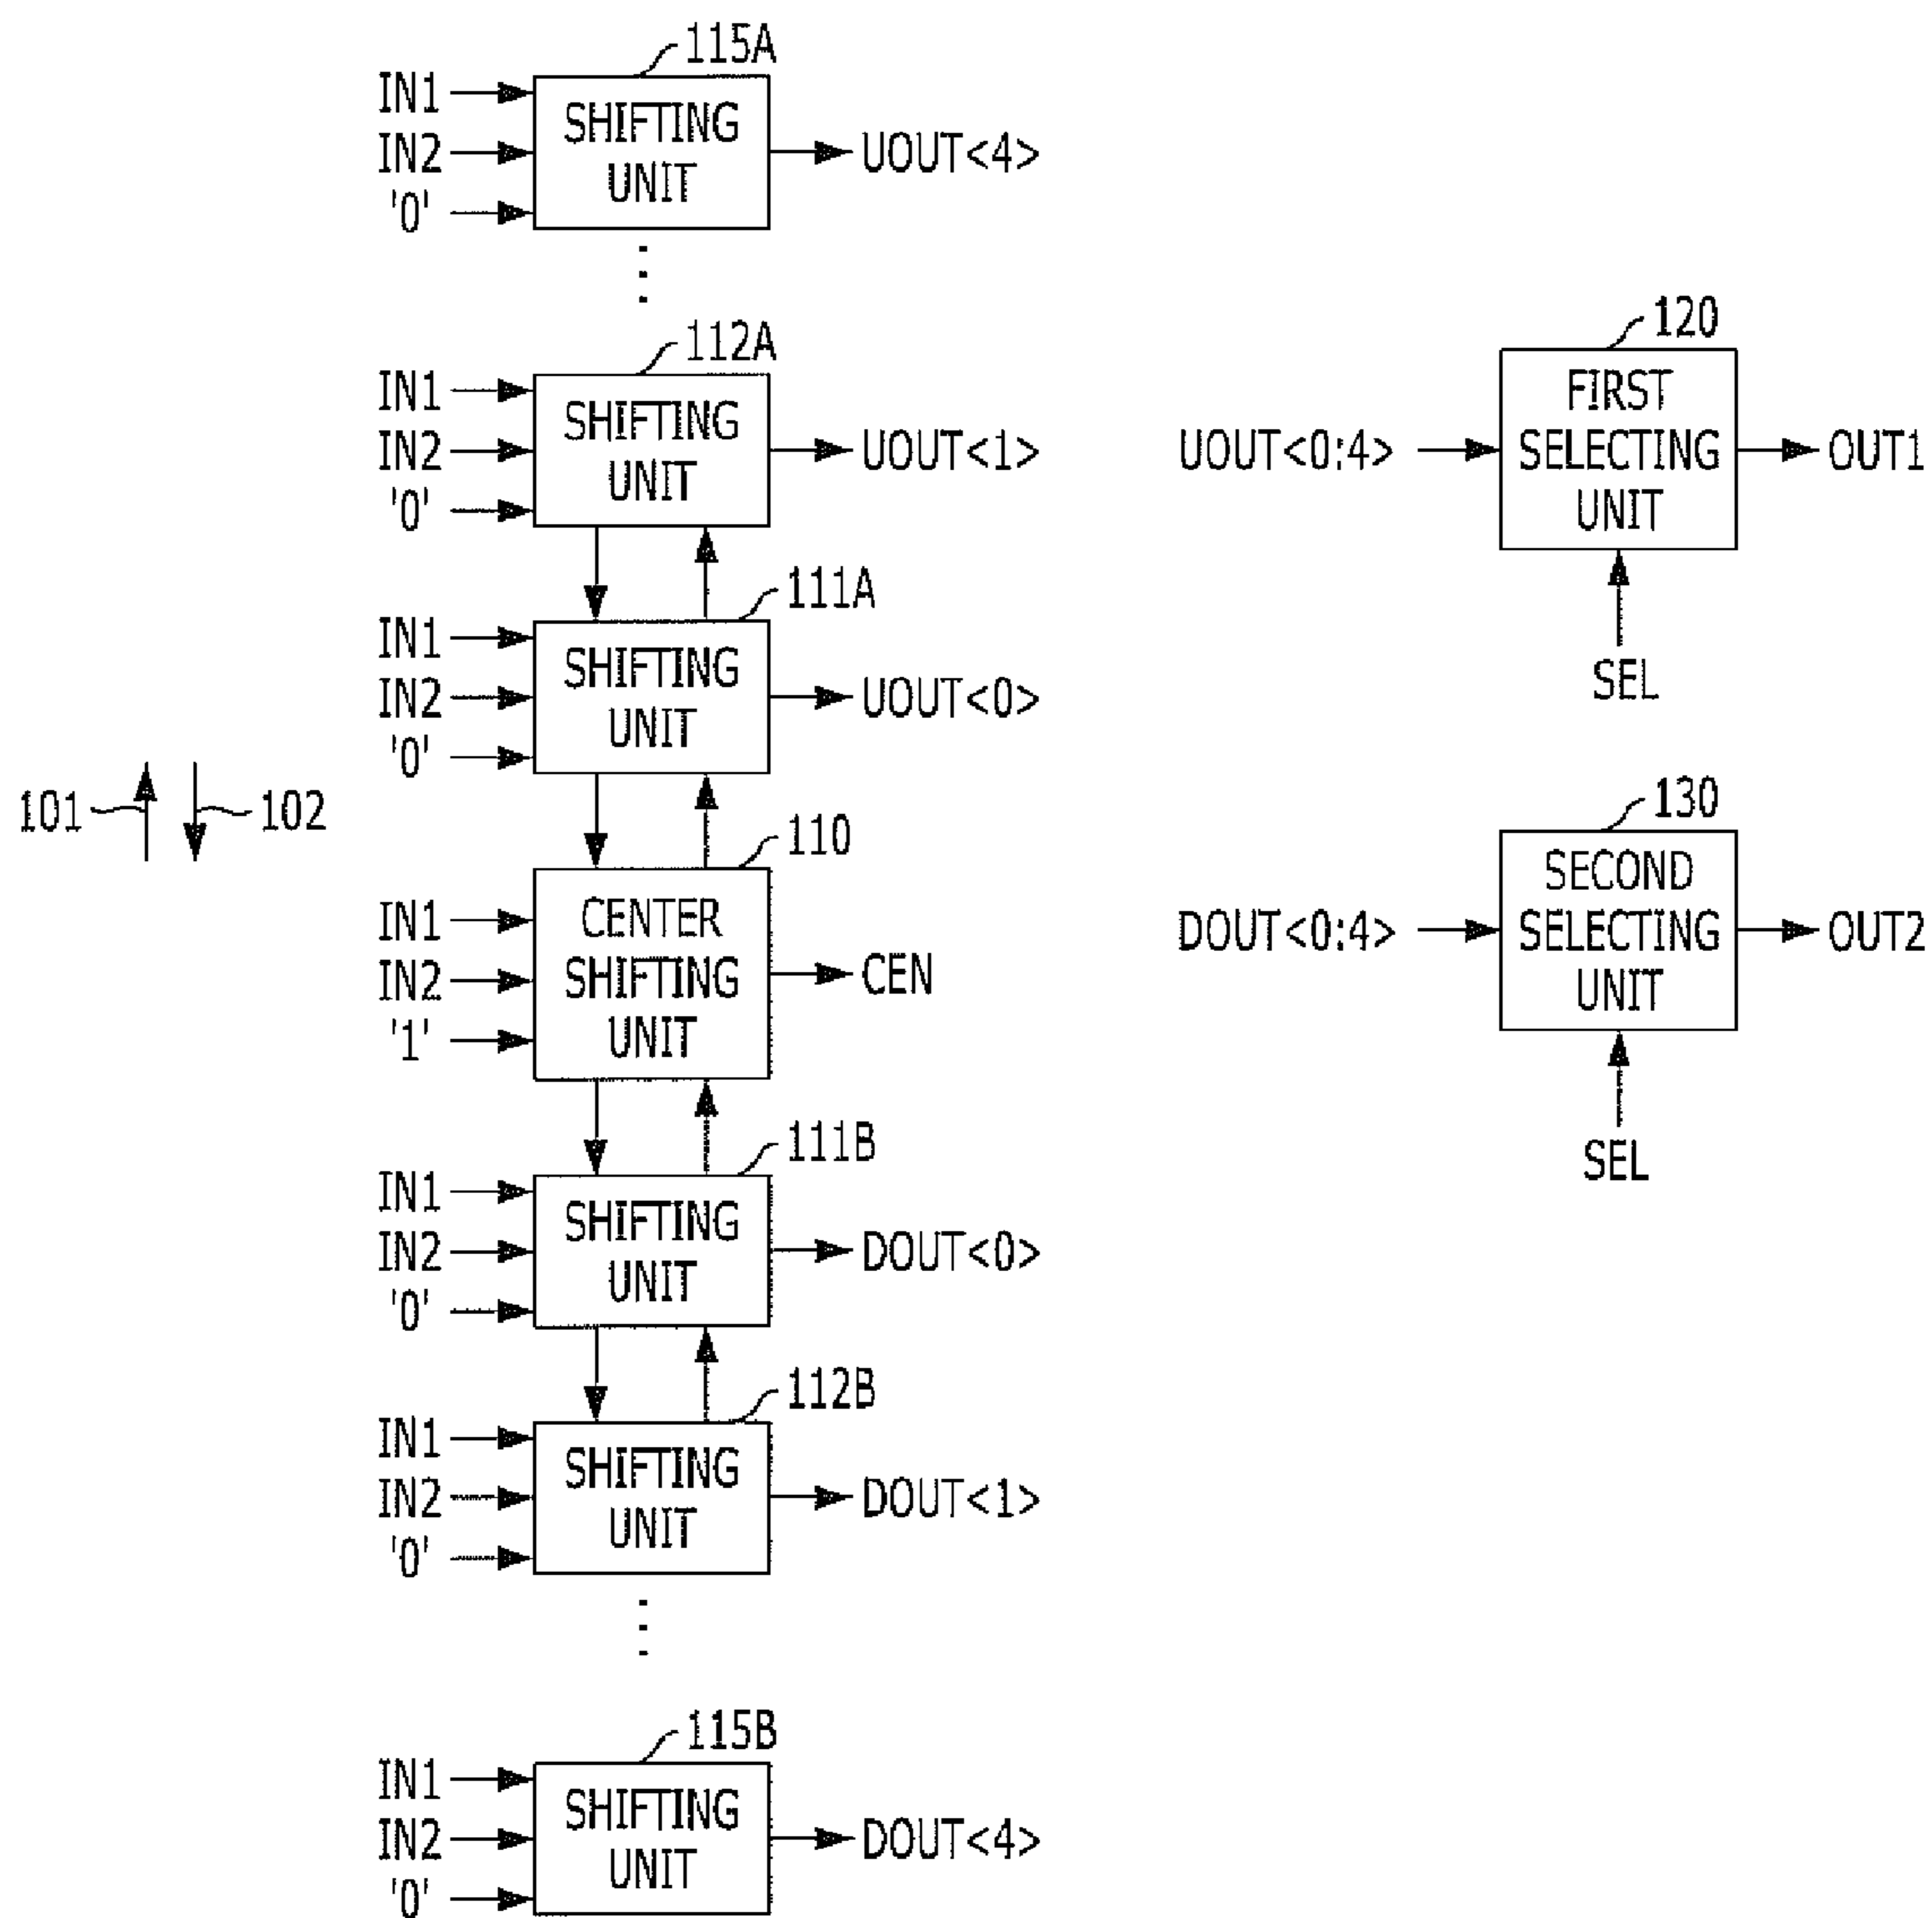 115A
IN1
IN2
'0'
SHIFTING
UNIT
UOUT<4>
112A
IN1
IN2
'0'
SHIFTING
UNIT
UOUT<1>
111A
IN1
IN2
'0'
SHIFTING
UNIT
UOUT<0>
101
102
110
IN1
IN2
'1'
CENTER
SHIFTING
UNIT
CEN
111B
IN1
IN2
'0'
SHIFTING
UNIT
DOUT<0>
112B
IN1
IN2
'0'
SHIFTING
UNIT
DOUT<1>
115B
IN1
IN2
'0'
SHIFTING
UNIT
DOUT<4>
120
UOUT<0:4>
FIRST
SELECTING
UNIT
OUT1
SEL
130
DOUT<0:4>
SECOND
SELECTING
UNIT
OUT2
SEL